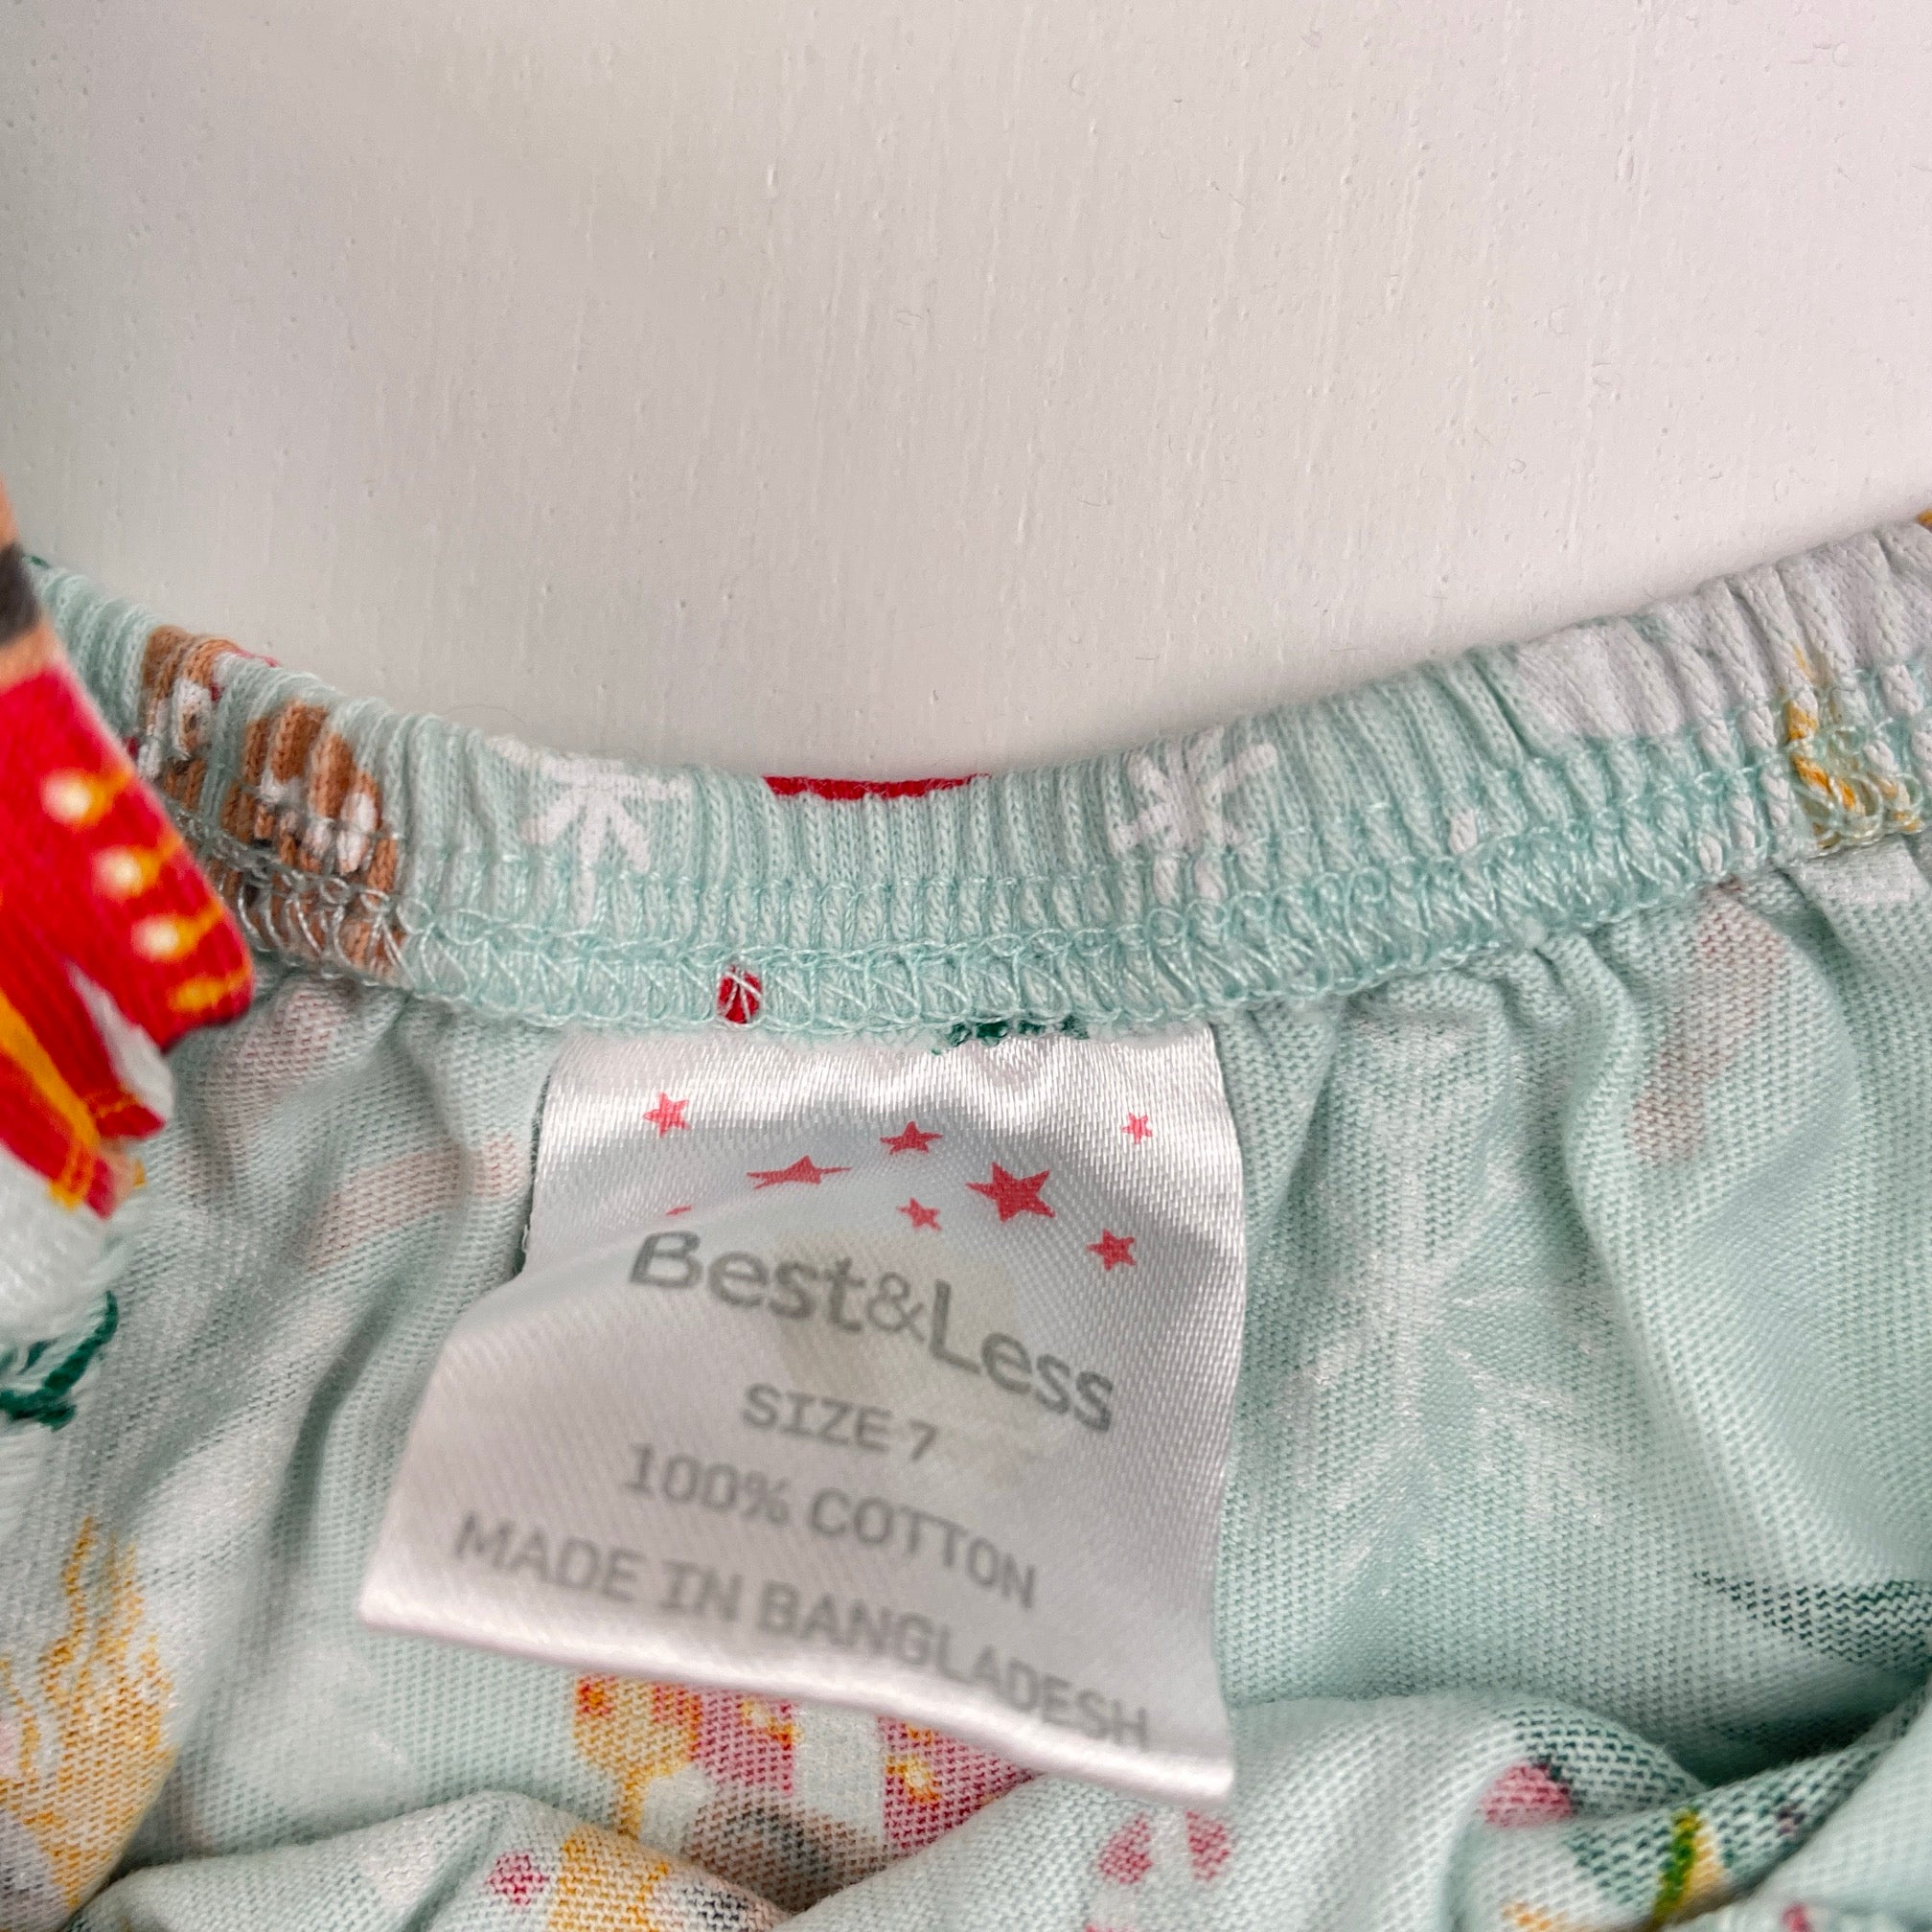 Best&Less
SIZE 7
100% COTTON
MADE IN BANGLADESH